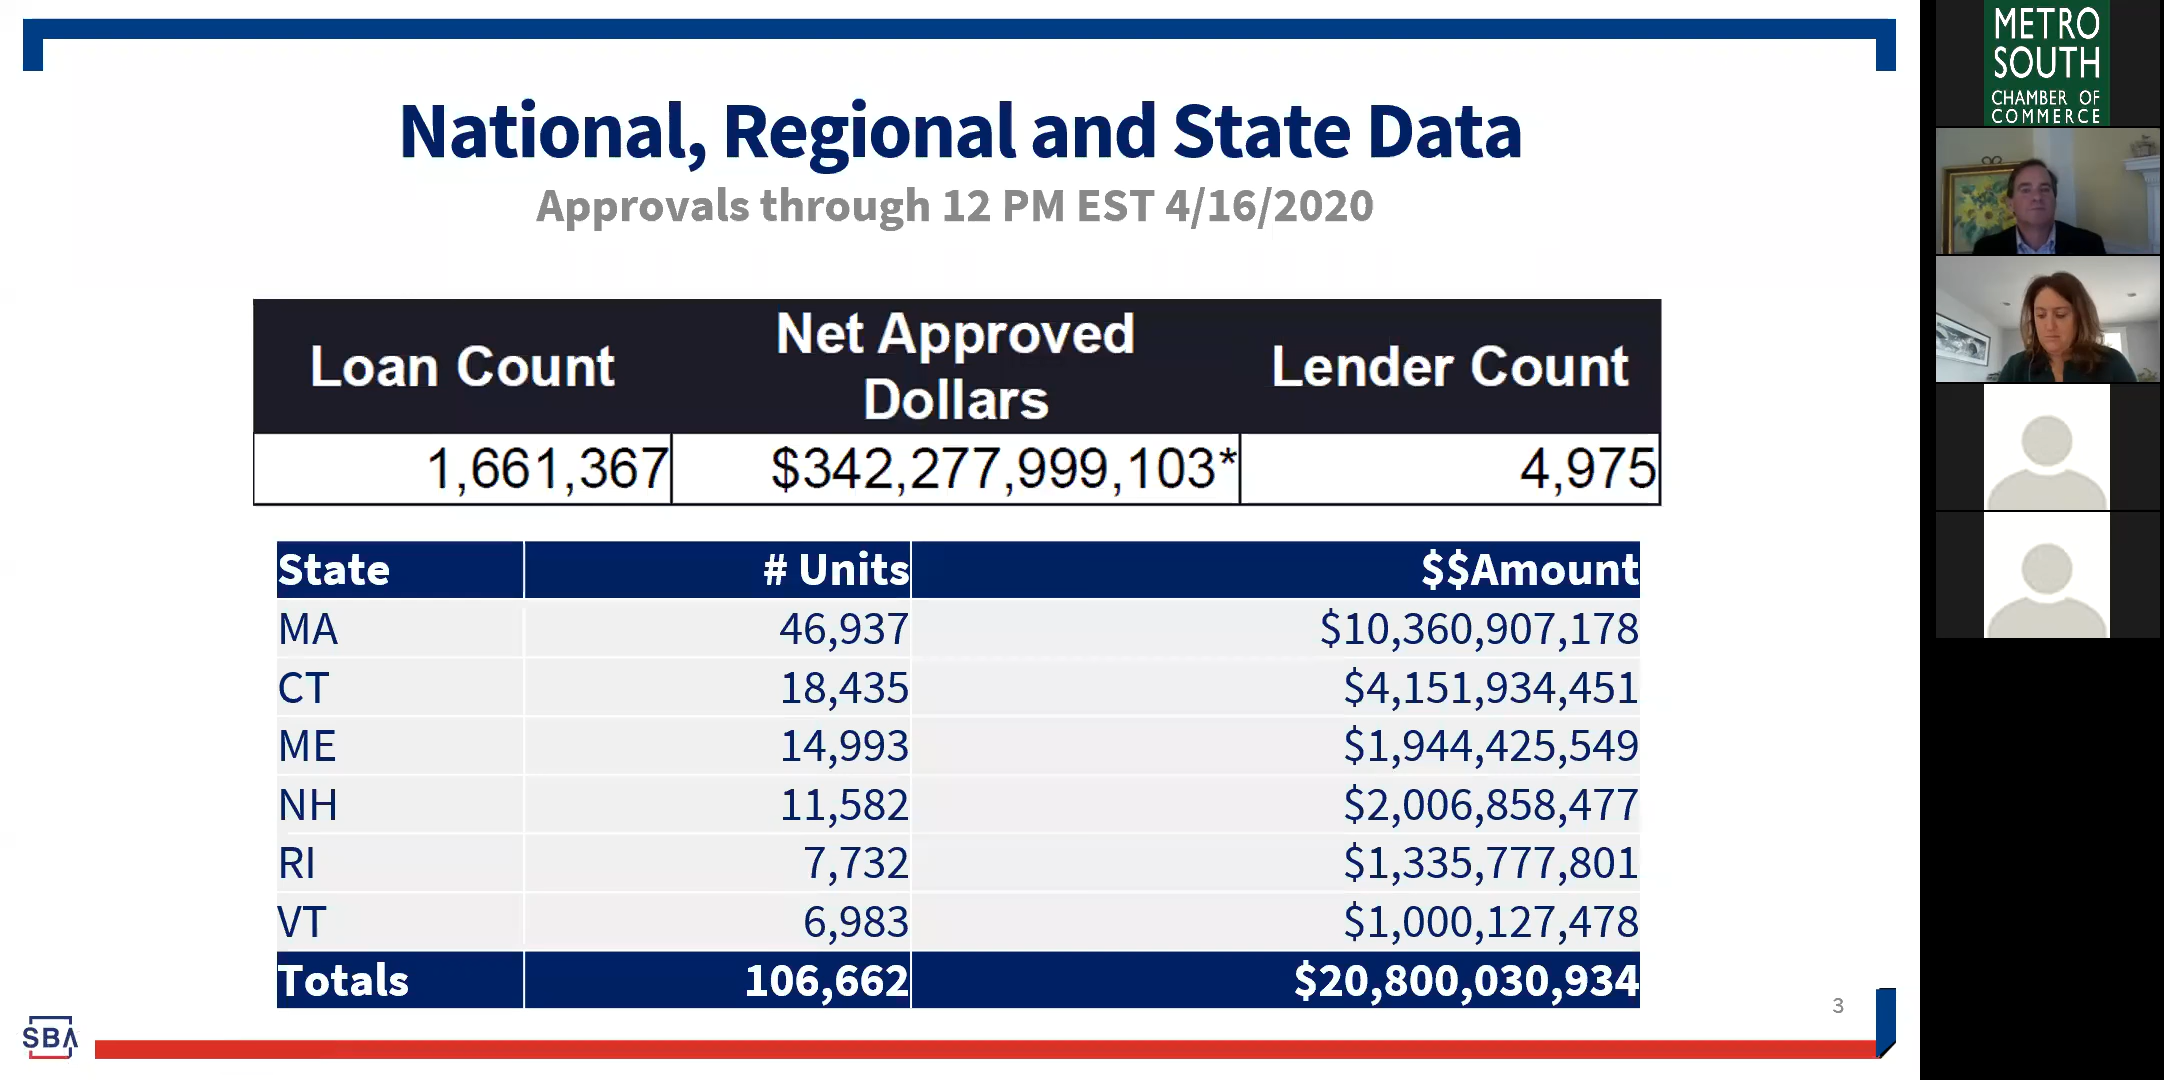 National, Regional and State Data
Approvals through 12 PM EST 4/16/2020
Loan Count Net Approved Dollars Lender Count
1,661,367 $342,277,999,103* 4,975
State # Units $$Amount
MA 46,937 $10,360,907,178
CT 18,435 $4,151,934,451
ME 14,993 $1,944,425,549
NH 11,582 $2,006,858,477
RI 7,732 $1,335,777,801
VT 6,983 $1,000,127,478
Totals 106,662 $20,800,030,934
3
SBA
METRO
SOUTH
CHAMBER OF
COMMERCE